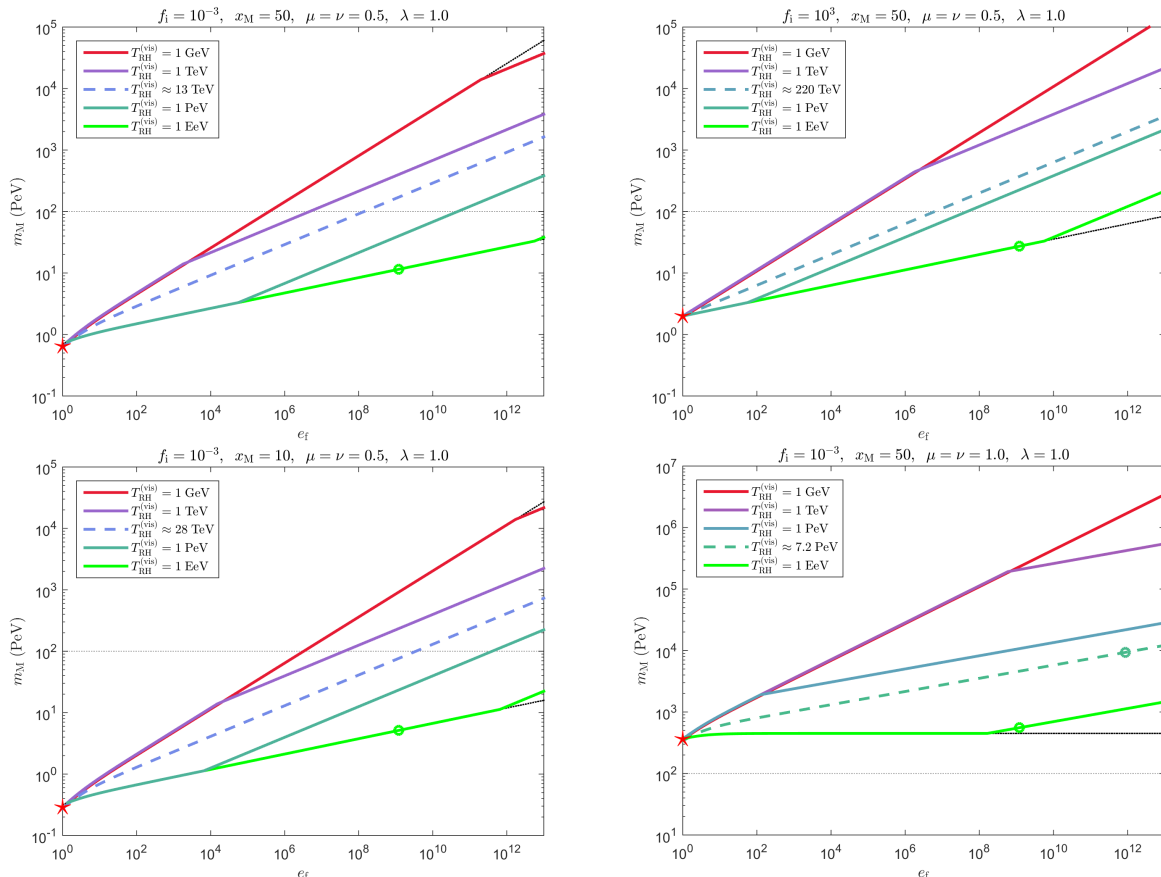 f_i = 10^{-3}, x_M = 50, μ = ν = 0.5, λ = 1.0
10^5
10^4
10^3
10^2
10^1
10^0
10^{-1}
m_M (PeV)
T_RH^{(vis)} = 1 GeV
T_RH^{(vis)} = 1 TeV
T_RH^{(vis)} ≈ 13 TeV
T_RH^{(vis)} = 1 PeV
T_RH^{(vis)} = 1 EeV
10^0 10^2 10^4 10^6 10^8 10^{10} 10^{12}
e_f
f_i = 10^3, x_M = 50, μ = ν = 0.5, λ = 1.0
10^5
10^4
10^3
10^2
10^1
10^0
10^{-1}
m_M (PeV)
T_RH^{(vis)} = 1 GeV
T_RH^{(vis)} = 1 TeV
T_RH^{(vis)} ≈ 220 TeV
T_RH^{(vis)} = 1 PeV
T_RH^{(vis)} = 1 EeV
10^0 10^2 10^4 10^6 10^8 10^{10} 10^{12}
e_f
f_i = 10^{-3}, x_M = 10, μ = ν = 0.5, λ = 1.0
10^5
10^4
10^3
10^2
10^1
10^0
10^{-1}
m_M (PeV)
T_RH^{(vis)} = 1 GeV
T_RH^{(vis)} = 1 TeV
T_RH^{(vis)} ≈ 28 TeV
T_RH^{(vis)} = 1 PeV
T_RH^{(vis)} = 1 EeV
10^0 10^2 10^4 10^6 10^8 10^{10} 10^{12}
e_f
f_i = 10^{-3}, x_M = 50, μ = ν = 1.0, λ = 1.0
10^7
10^6
10^5
10^4
10^3
10^2
10^1
m_M (PeV)
T_RH^{(vis)} = 1 GeV
T_RH^{(vis)} = 1 TeV
T_RH^{(vis)} = 1 PeV
T_RH^{(vis)} ≈ 7.2 PeV
T_RH^{(vis)} = 1 EeV
10^0 10^2 10^4 10^6 10^8 10^{10} 10^{12}
e_f